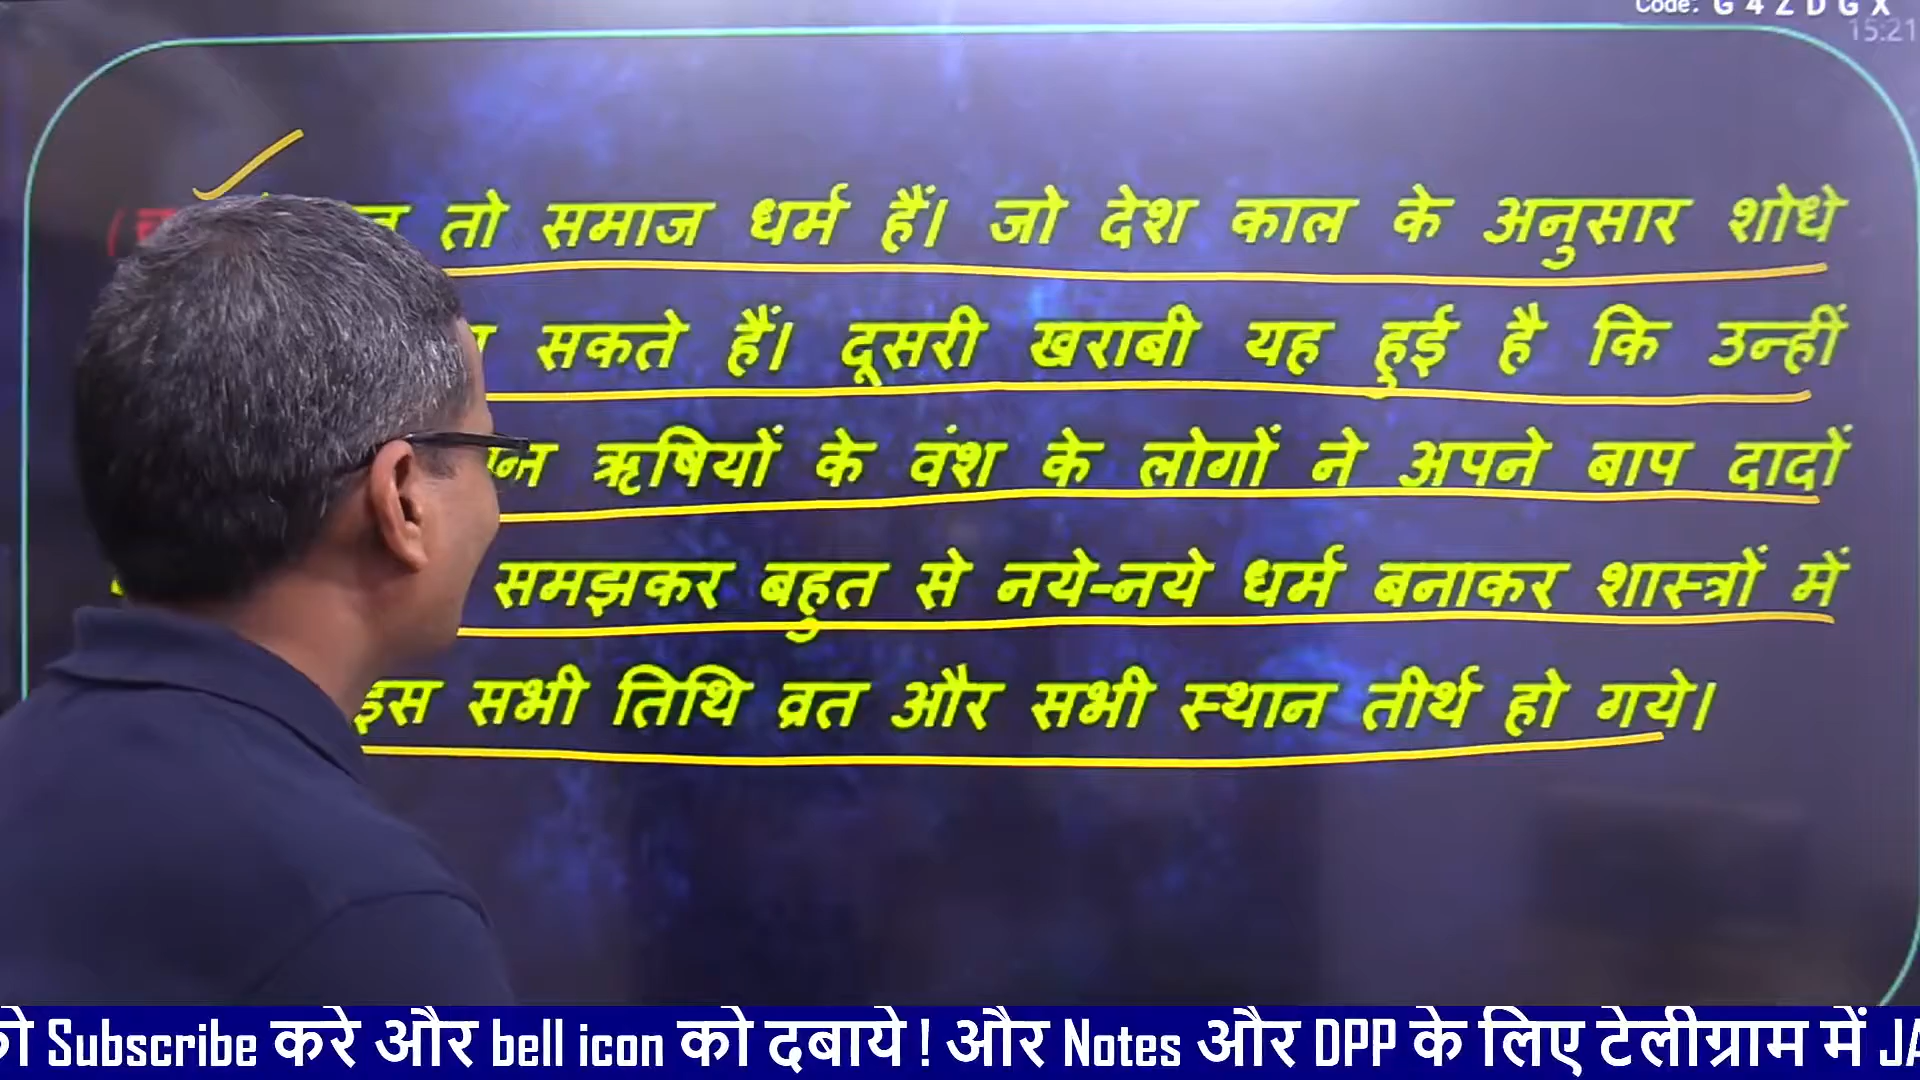 Code: G 4 Z D G X
15:21
तो समाज धर्म हैं। जो देश काल के अनुसार शोधे
सकते हैं। दूसरी खराबी यह हुई है कि उन्हीं
ऋषियों के वंश के लोगों ने अपने बाप दादों
समझकर बहुत से नये-नये धर्म बनाकर शास्त्रों में
इस सभी तिथि व्रत और सभी स्थान तीर्थ हो गये।
को Subscribe करे और bell icon को दबाये ! और Notes और DPP के लिए टेलीग्राम में JA